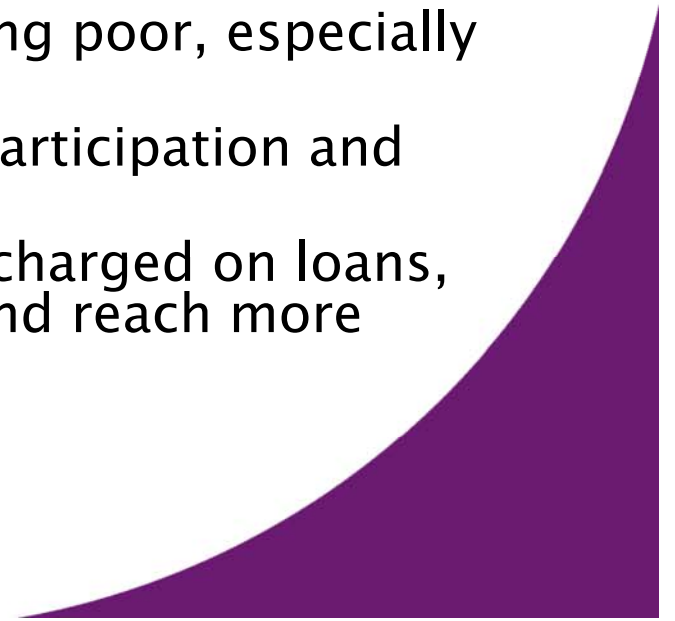 ng poor, especially
articipation and
charged on loans,
nd reach more